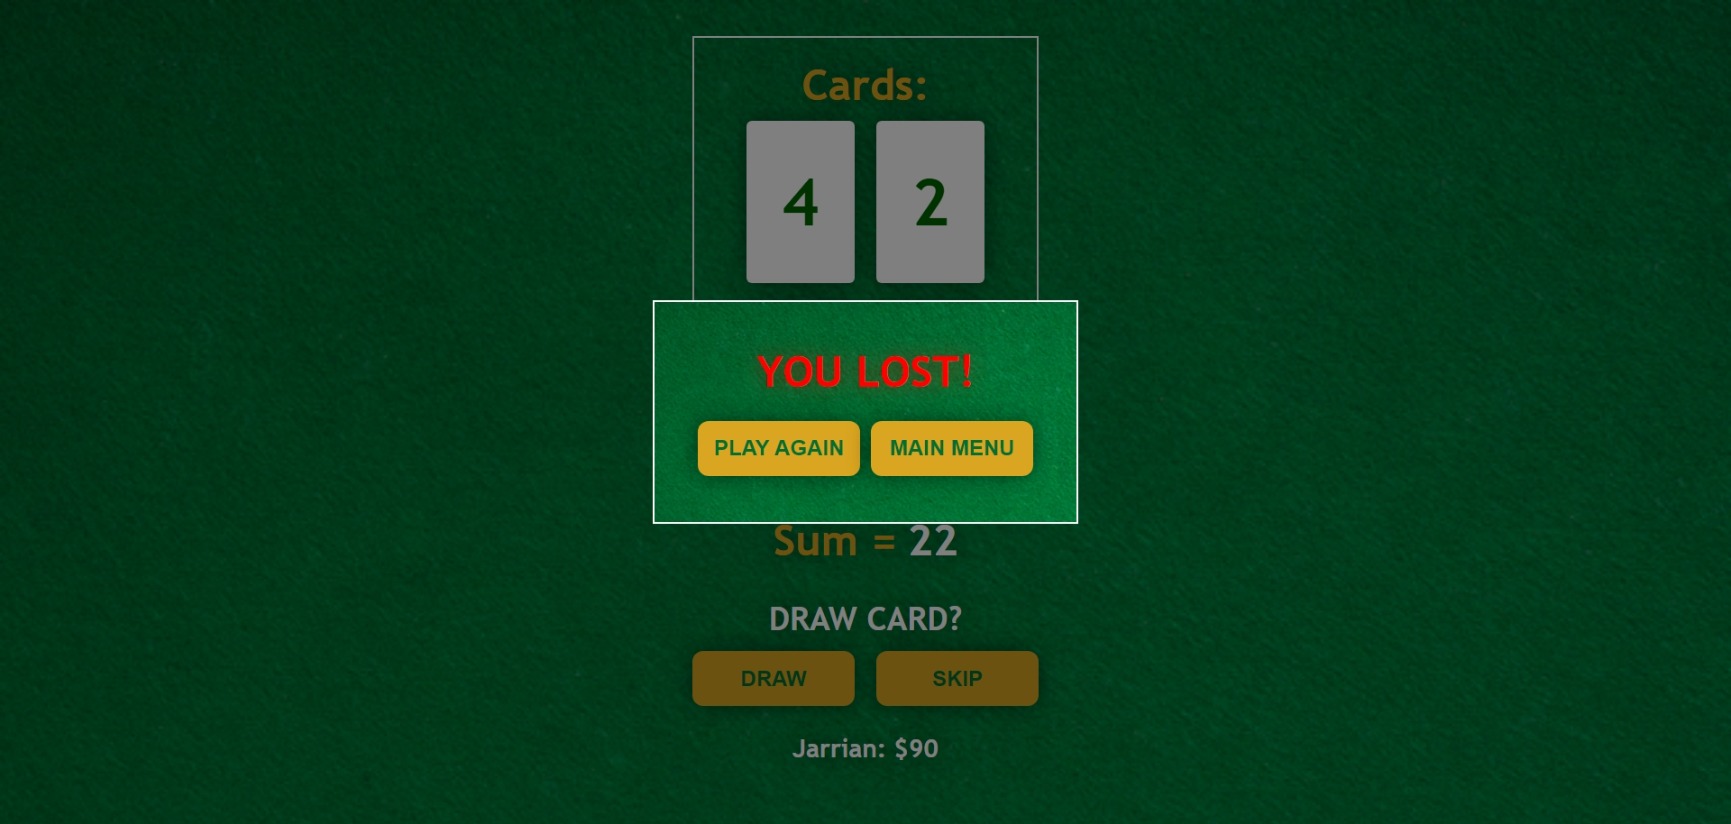 Cards:
4 2
YOU LOST!
PLAY AGAIN MAIN MENU
Sum = 22
DRAW CARD?
DRAW SKIP
Jarrian: $90